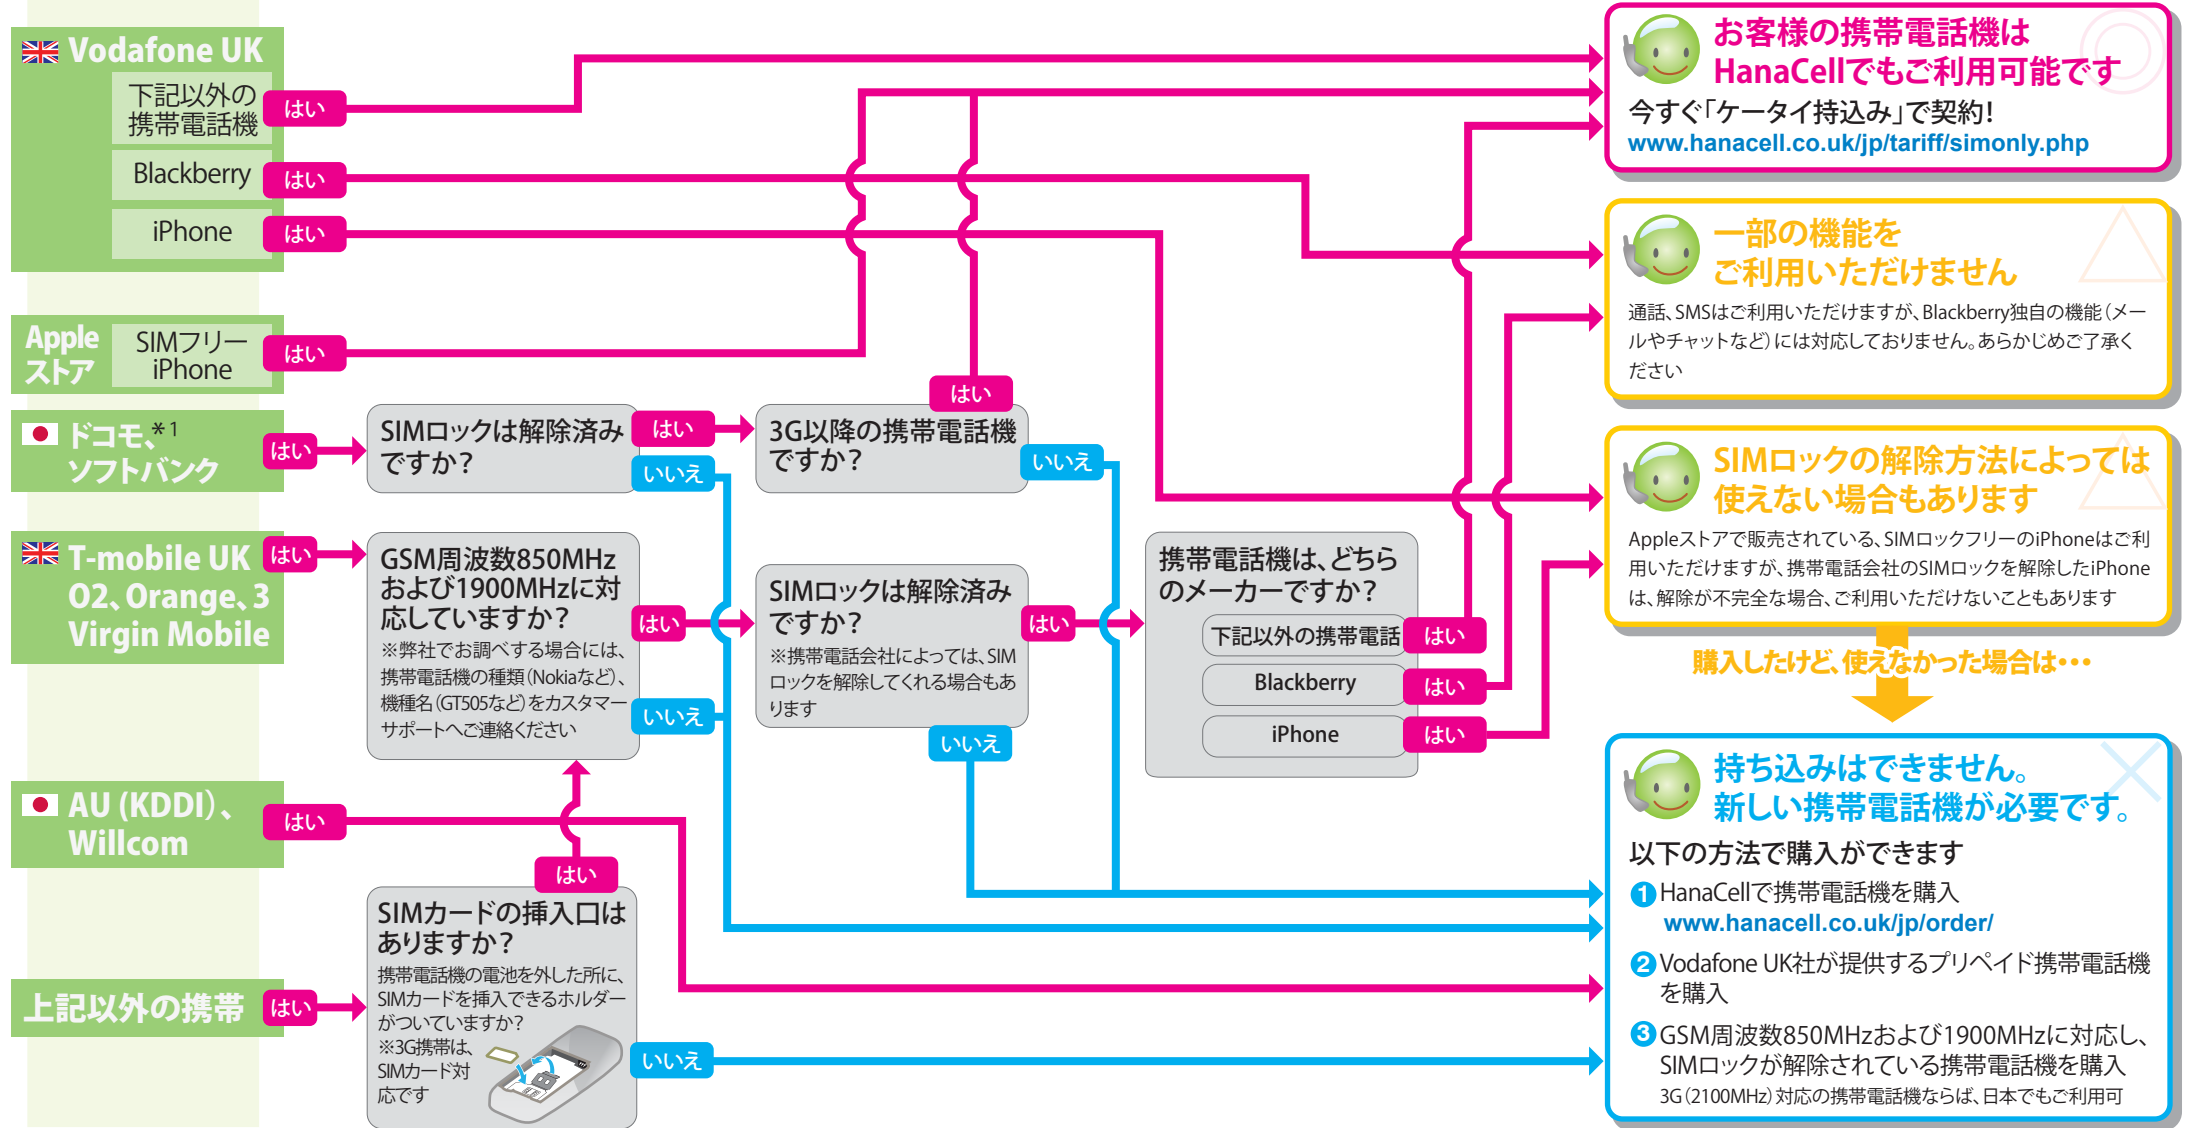 Vodafone UK
下記以外の
携帯電話機
はい
Blackberry
はい
iPhone
はい
Apple
ストア
SIMフリー
iPhone
はい
ドコモ、*1
ソフトバンク
はい
SIMロックは解除済み
ですか?
はい
いいえ
3G以降の携帯電話機
ですか?
はい
いいえ
T-mobile UK
O2、Orange、3
Virgin Mobile
はい
GSM周波数850MHz
および1900MHzに対
応していますか?
※弊社でお調べする場合には、
携帯電話機の種類(Nokiaなど)、
機種名(GT505など)をカスタマー
サポートへご連絡ください
はい
いいえ
SIMロックは解除済み
ですか?
※携帯電話会社によっては、SIM
ロックを解除してくれる場合もあ
ります
はい
いいえ
携帯電話機は、どちら
のメーカーですか?
下記以外の携帯電話
はい
Blackberry
はい
iPhone
はい
AU (KDDI)、
Willcom
はい
上記以外の携帯
はい
SIMカードの挿入口は
ありますか?
携帯電話機の電池を外した所に、
SIMカードを挿入できるホルダー
がついていますか?
※3G携帯は、
SIMカード対
応です
はい
いいえ
お客様の携帯電話機は
HanaCellでもご利用可能です
今すぐ「ケータイ持込み」で契約!
www.hanacell.co.uk/jp/tariff/simonly.php
一部の機能を
ご利用いただけません
通話、SMSはご利用いただけますが、Blackberry独自の機能(メー
ルやチャットなど)には対応しておりません。あらかじめご了承く
ださい
SIMロックの解除方法によっては
使えない場合もあります
Appleストアで販売されている、SIMロックフリーのiPhoneはご利
用いただけますが、携帯電話会社のSIMロックを解除したiPhone
は、解除が不完全な場合、ご利用いただけないこともあります
購入したけど、使えなかった場合は・・・
持ち込みはできません。
新しい携帯電話機が必要です。
以下の方法で購入ができます
1 HanaCellで携帯電話機を購入
www.hanacell.co.uk/jp/order/
2 Vodafone UK社が提供するプリペイド携帯電話機
を購入
3 GSM周波数850MHzおよび1900MHzに対応し、
SIMロックが解除されている携帯電話機を購入
3G(2100MHz)対応の携帯電話機ならば、日本でもご利用可